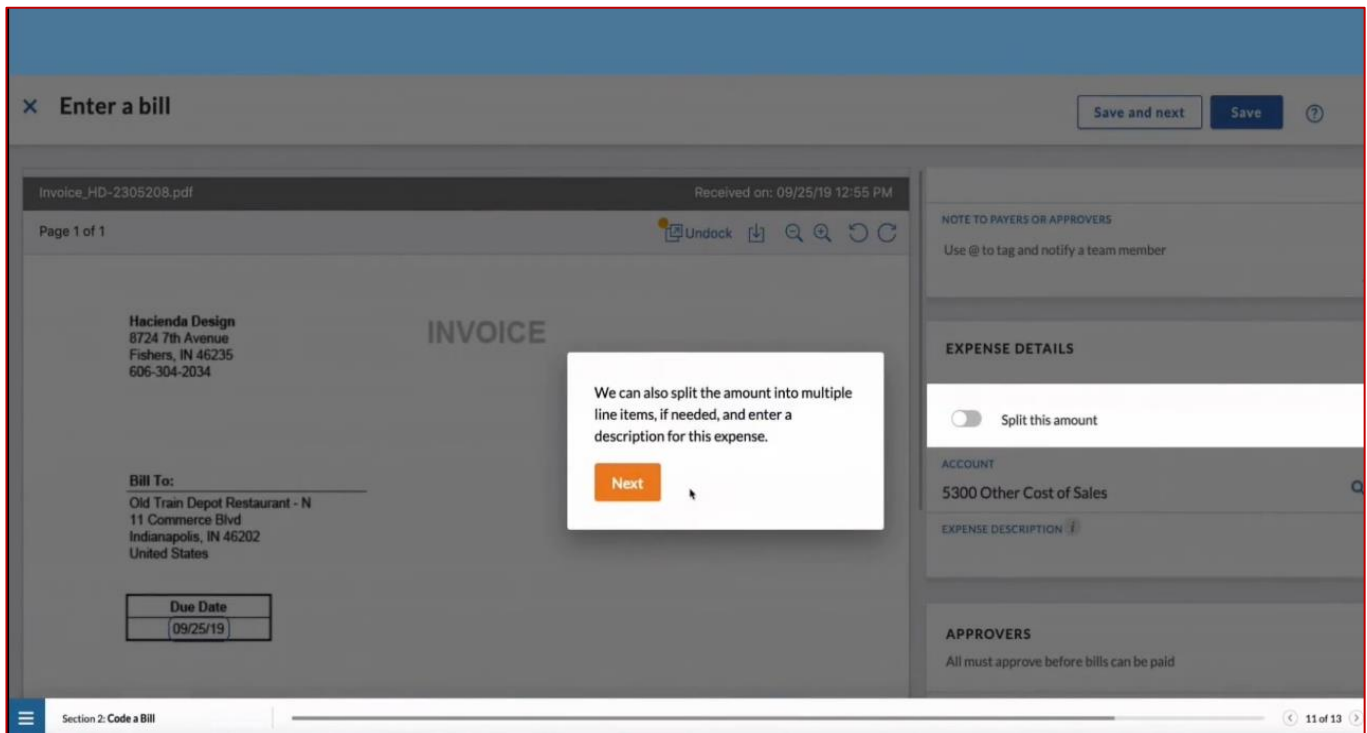 Enter a bill
Save and next
Save
?
Invoice_HD-2305208.pdf
Received on: 09/25/19 12:55 PM
Page 1 of 1
Undock
Hacienda Design
8724 7th Avenue
Fishers, IN 46235
606-304-2034
INVOICE
Bill To:
Old Train Depot Restaurant - N
11 Commerce Blvd
Indianapolis, IN 46202
United States
Due Date
09/25/19
We can also split the amount into multiple
line items, if needed, and enter a
description for this expense.
Next
NOTE TO PAYERS OR APPROVERS
Use @ to tag and notify a team member
EXPENSE DETAILS
Split this amount
ACCOUNT
5300 Other Cost of Sales
EXPENSE DESCRIPTION i
APPROVERS
All must approve before bills can be paid
Section 2: Code a Bill
11 of 13